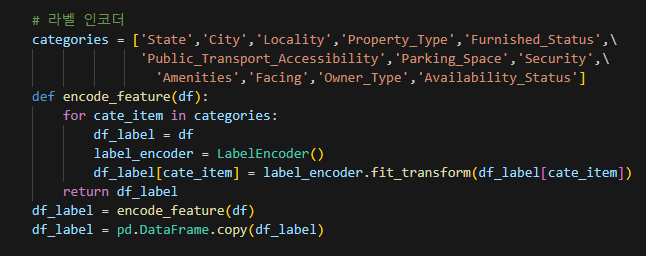 # 라벨 인코더
categories = ['State','City','Locality','Property_Type','Furnished_Status',\
'Public_Transport_Accessibility','Parking_Space','Security',\
'Amenities','Facing','Owner_Type','Availability_Status']
def encode_feature(df):
for cate_item in categories:
df_label = df
label_encoder = LabelEncoder()
df_label[cate_item] = label_encoder.fit_transform(df_label[cate_item])
return df_label
df_label = encode_feature(df)
df_label = pd.DataFrame.copy(df_label)